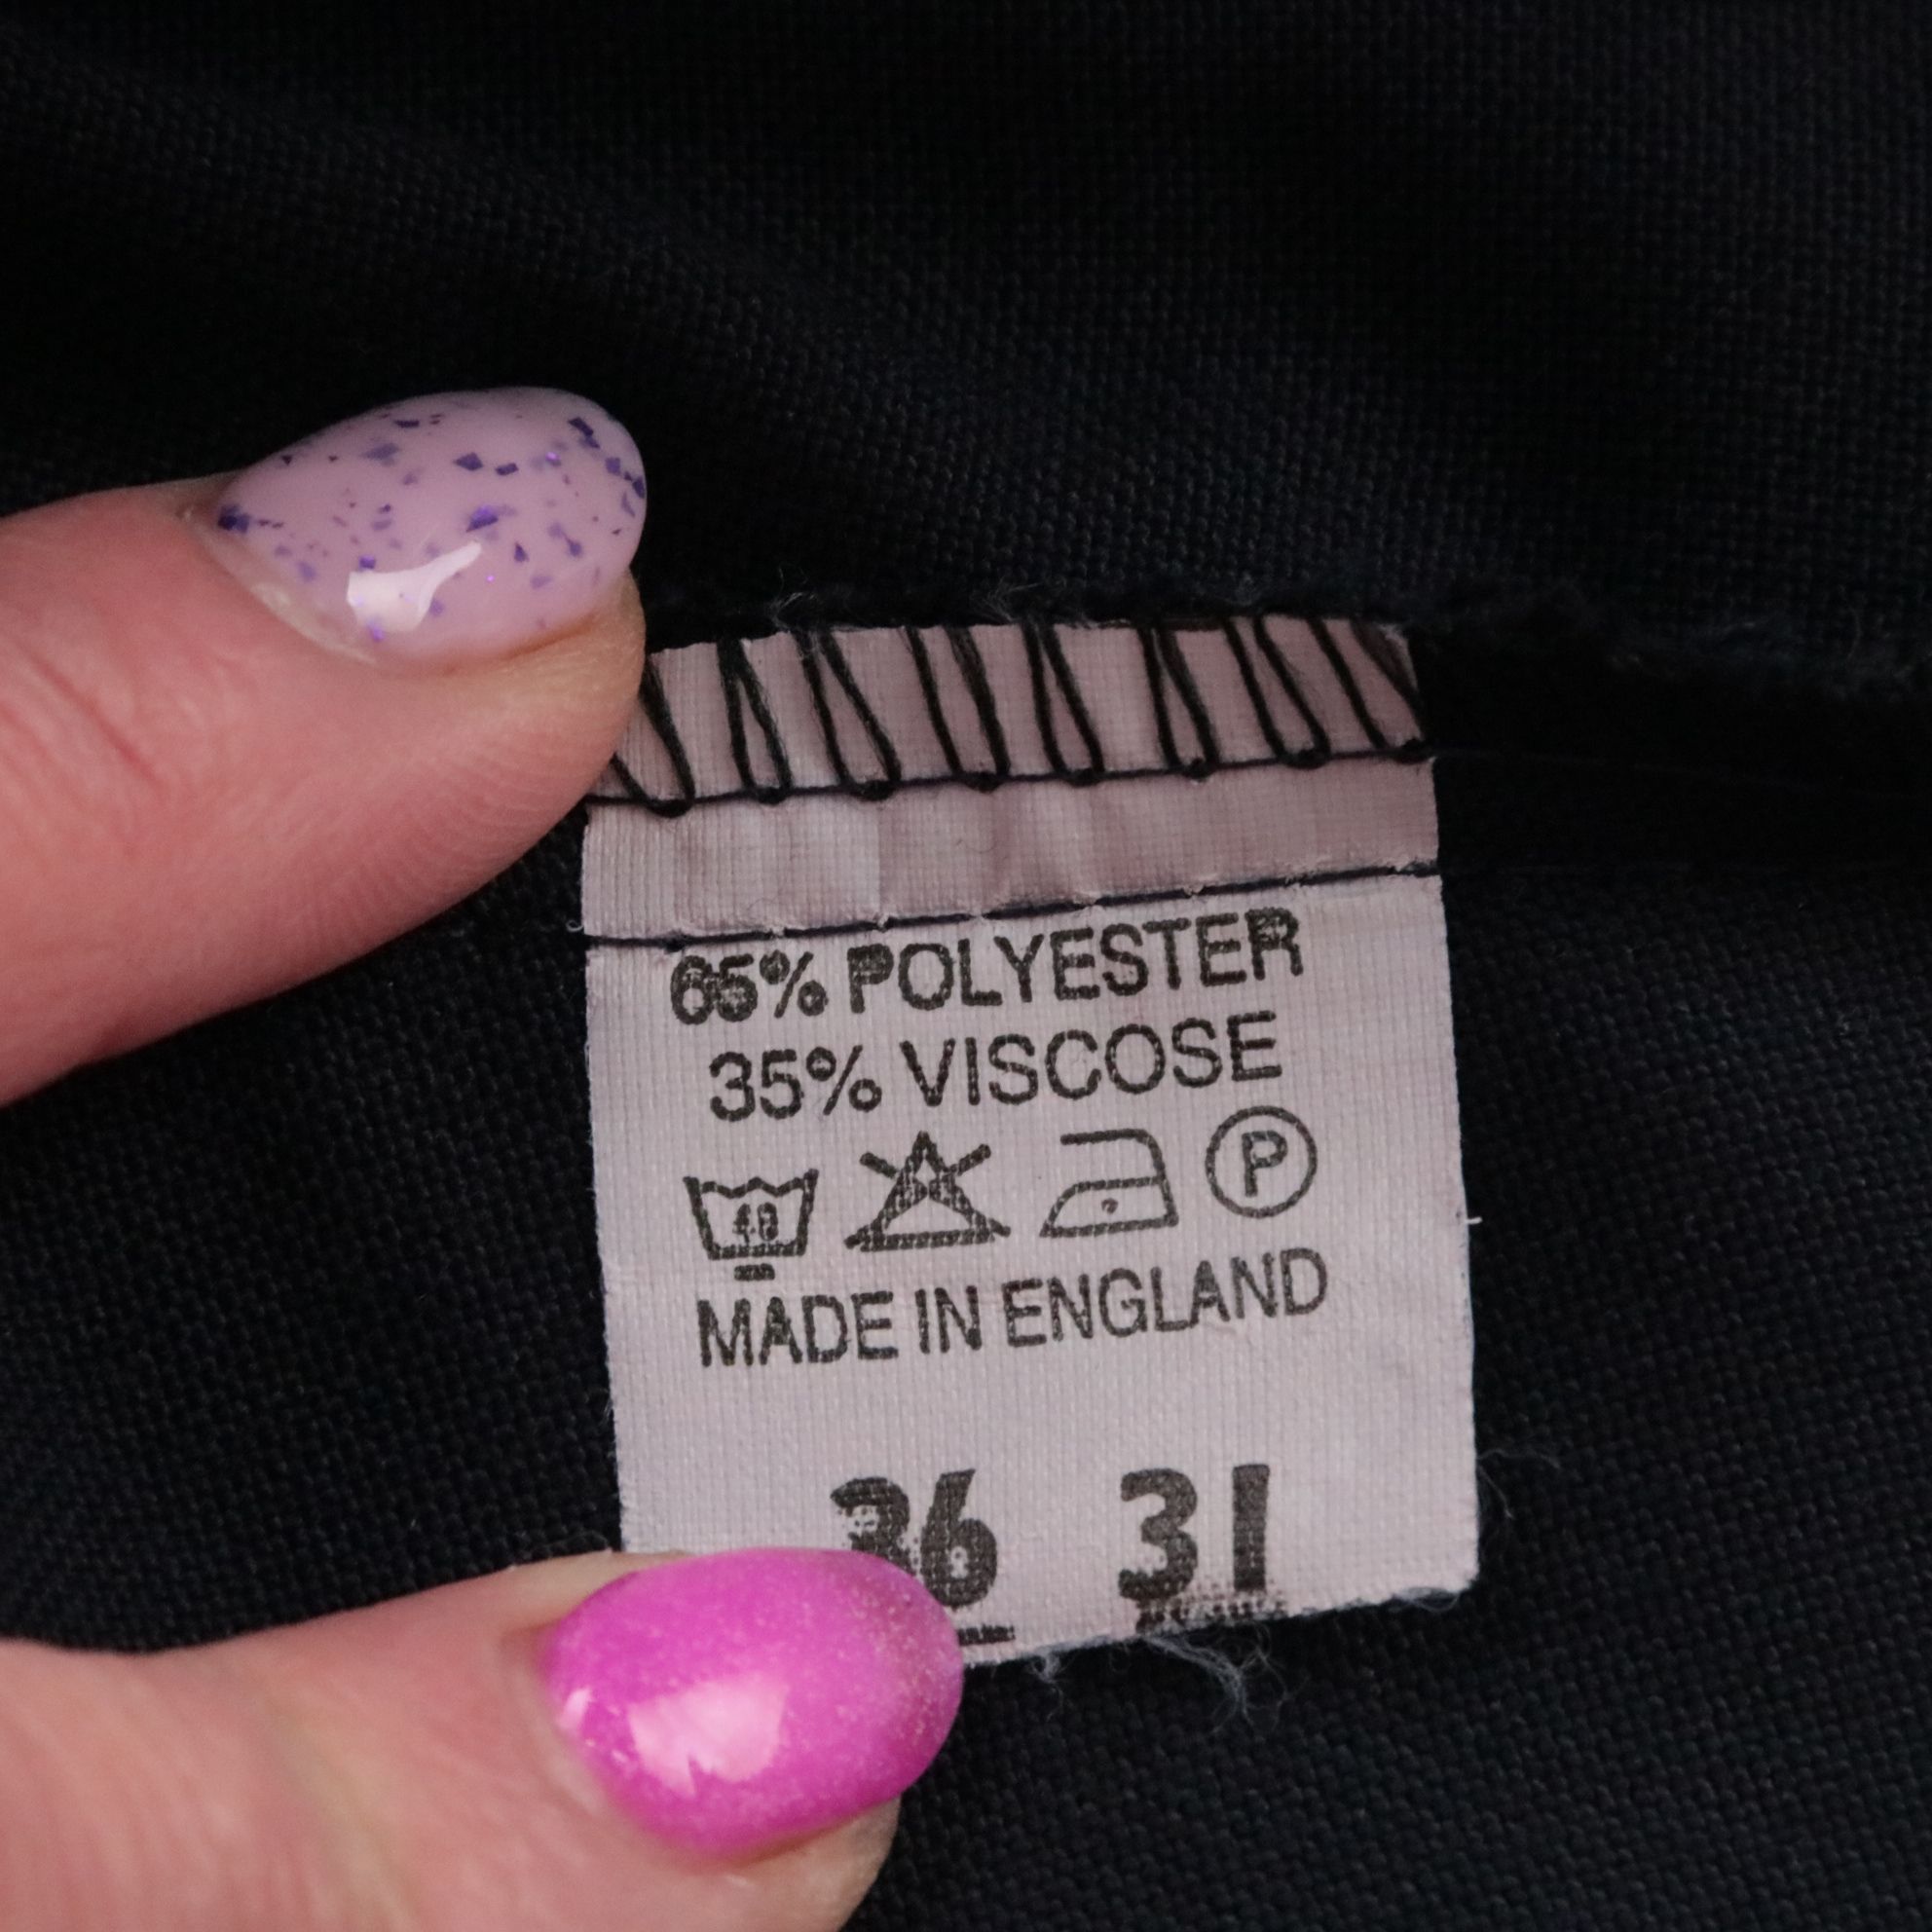 65% POLYESTER
35% VISCOSE
40 P
MADE IN ENGLAND
36 31